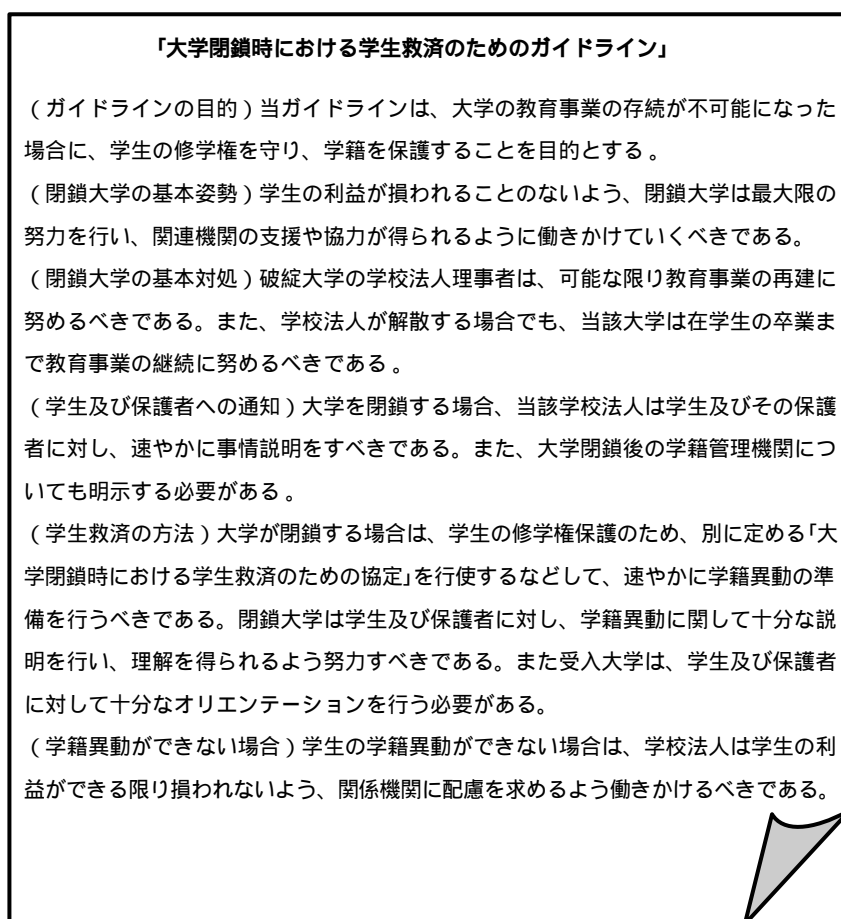 「大学閉鎖時における学生救済のためのガイドライン」
（ガイドラインの目的）当ガイドラインは、大学の教育事業の存続が不可能になった
場合に、学生の修学権を守り、学籍を保護することを目的とする。
（閉鎖大学の基本姿勢）学生の利益が損われることのないよう、閉鎖大学は最大限の
努力を行い、関連機関の支援や協力が得られるように働きかけていくべきである。
（閉鎖大学の基本対処）破綻大学の学校法人理事者は、可能な限り教育事業の再建に
努めるべきである。また、学校法人が解散する場合でも、当該大学は在学生の卒業ま
で教育事業の継続に努めるべきである。
（学生及び保護者への通知）大学を閉鎖する場合、当該学校法人は学生及びその保護
者に対し、速やかに事情説明をすべきである。また、大学閉鎖後の学籍管理機関につ
いても明示する必要がある。
（学生救済の方法）大学が閉鎖する場合は、学生の修学権保護のため、別に定める「大
学閉鎖時における学生救済のための協定」を行使するなどして、速やかに学籍異動の準
備を行うべきである。閉鎖大学は学生及び保護者に対し、学籍異動に関して十分な説
明を行い、理解を得られるよう努力すべきである。また受入大学は、学生及び保護者
に対して十分なオリエンテーションを行う必要がある。
（学籍異動ができない場合）学生の学籍異動ができない場合は、学校法人は学生の利
益ができる限り損われないよう、関係機関に配慮を求めるよう働きかけるべきである。